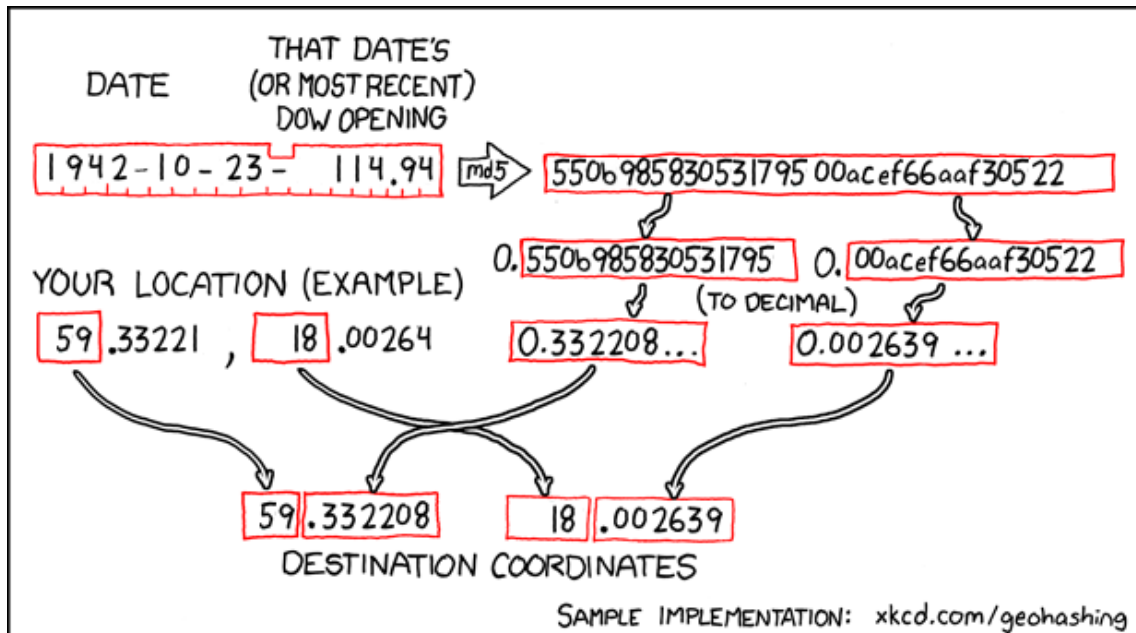 THAT DATE'S
DATE (OR MOST RECENT)
DOW OPENING
1942-10-23- 114.94 md5 550b985830531795 00acef66aaf30522
0. 550b985830531795 0. 00acef66aaf30522
YOUR LOCATION (EXAMPLE) (TO DECIMAL)
59 .33221 , 18 .00264 0.332208... 0.002639 ...
59 .332208 18 .002639
DESTINATION COORDINATES
SAMPLE IMPLEMENTATION: xkcd.com/geohashing